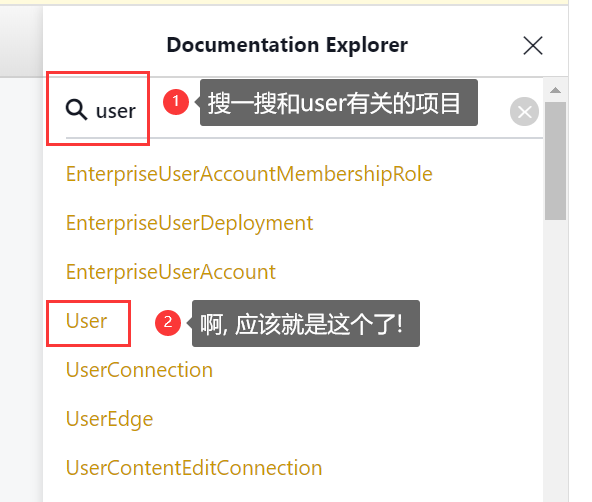 Documentation Explorer
user
1
搜一搜和user有关的项目
EnterpriseUserAccountMembershipRole
EnterpriseUserDeployment
EnterpriseUserAccount
User
2
啊, 应该就是这个了!
UserConnection
UserEdge
UserContentEditConnection